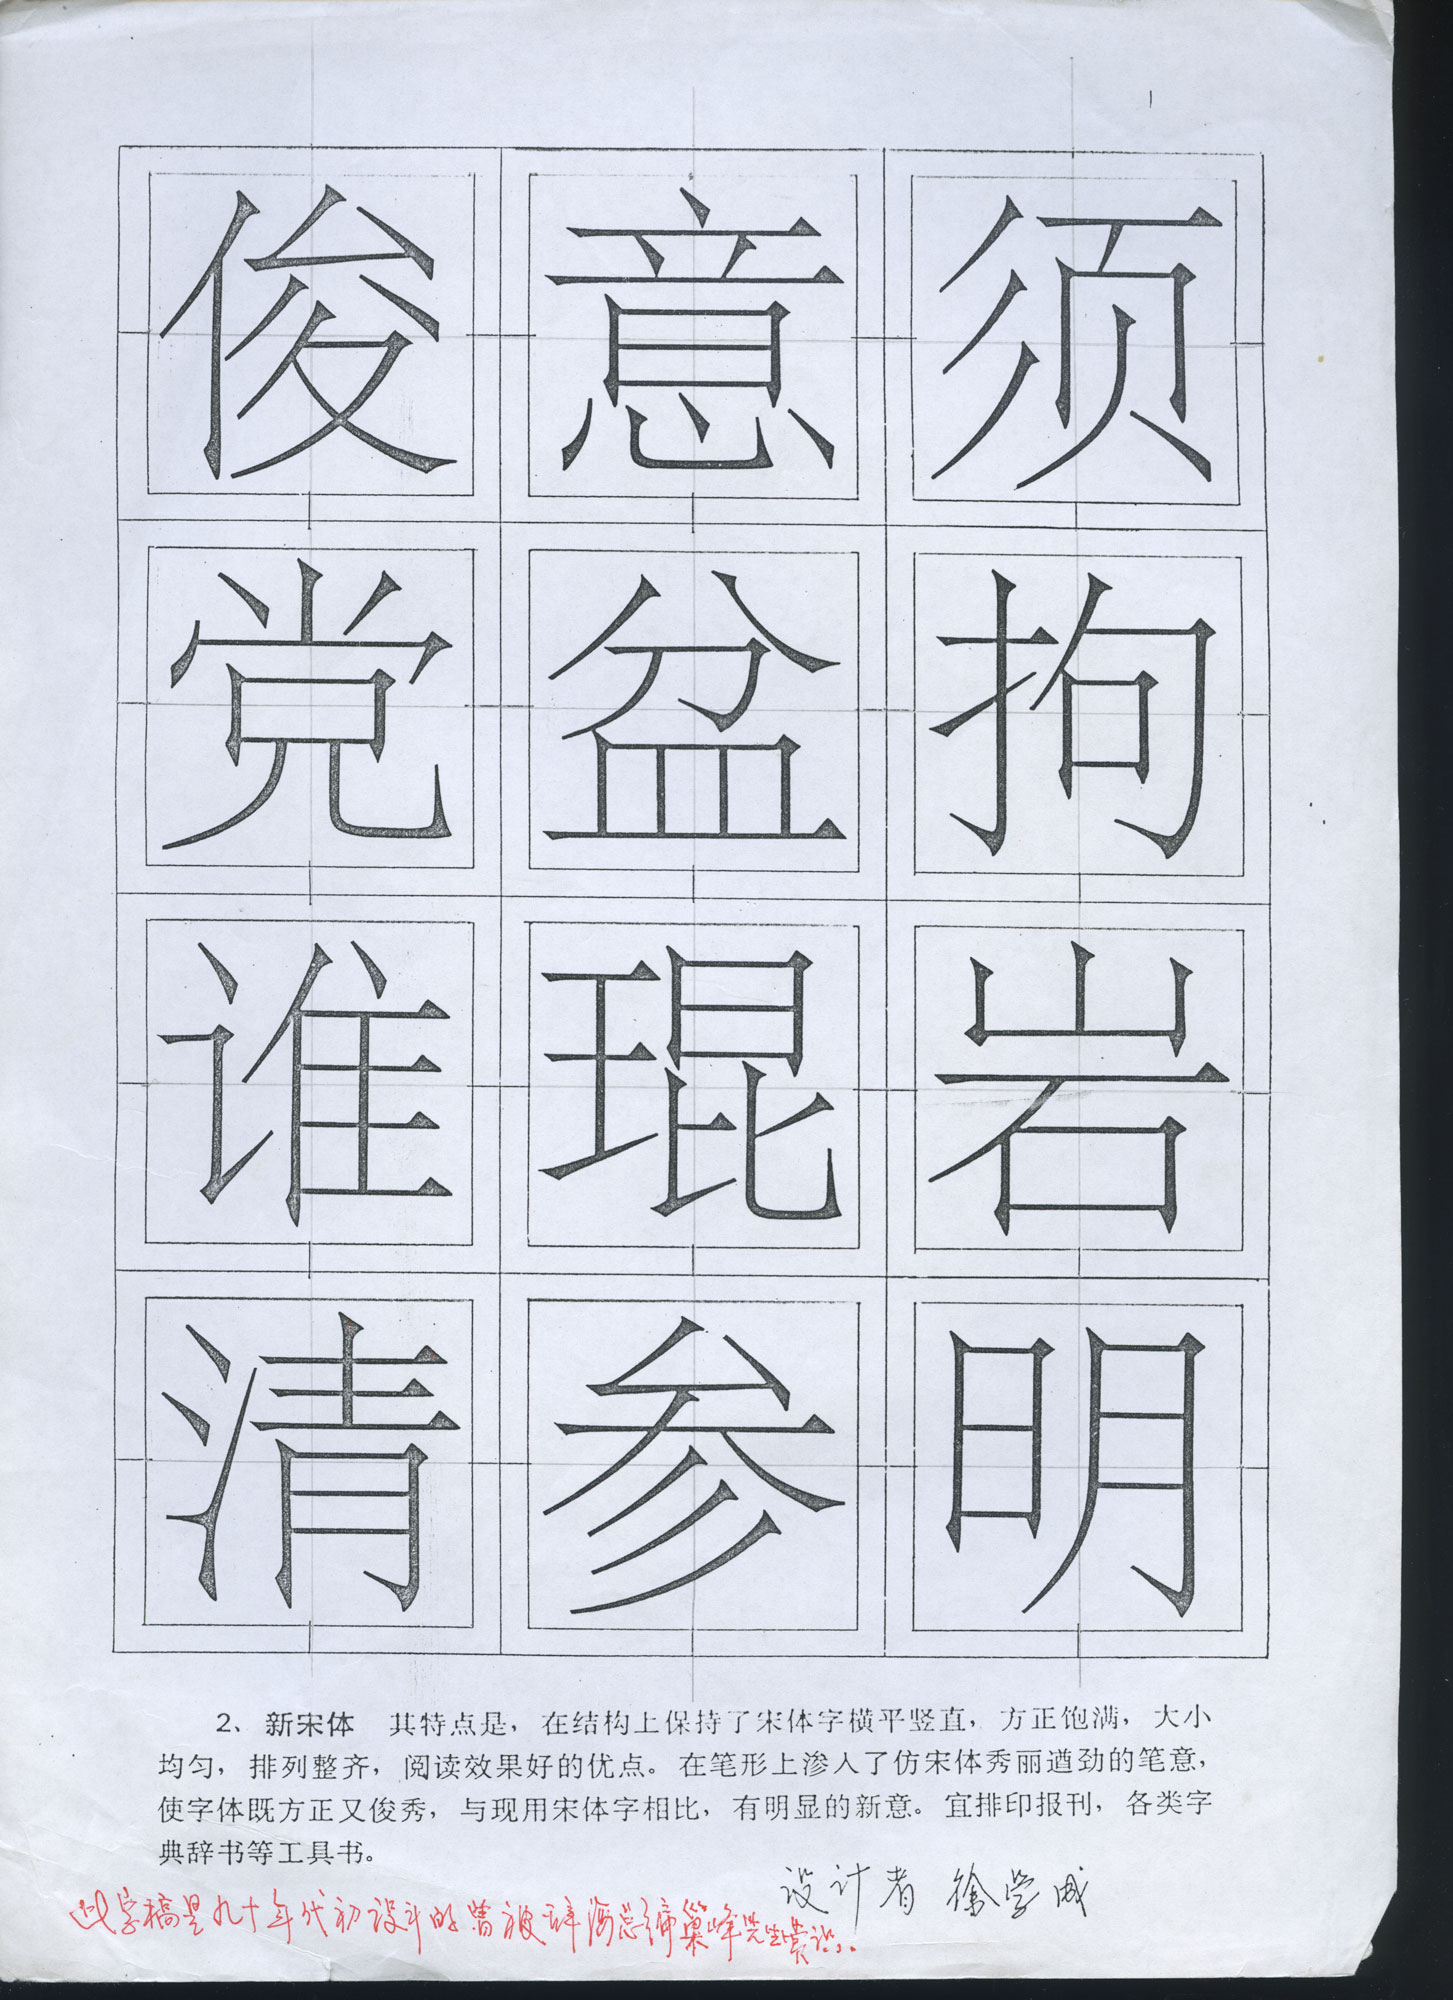 俊意须
党盆拘
谁琨岩
清参明
2、新宋体　其特点是，在结构上保持了宋体字横平竖直，方正饱满，大小
均匀，排列整齐，阅读效果好的优点。在笔形上渗人了仿宋体秀丽遒劲的笔意，
使字体既方正又俊秀，与现用宋体字相比，有明显的新意。宜排印报刊，各类字
典辞书等工具书。
设计者 徐学成
此字稿是九十年代初设计的曾被辞海总编巢峰先生赏识。